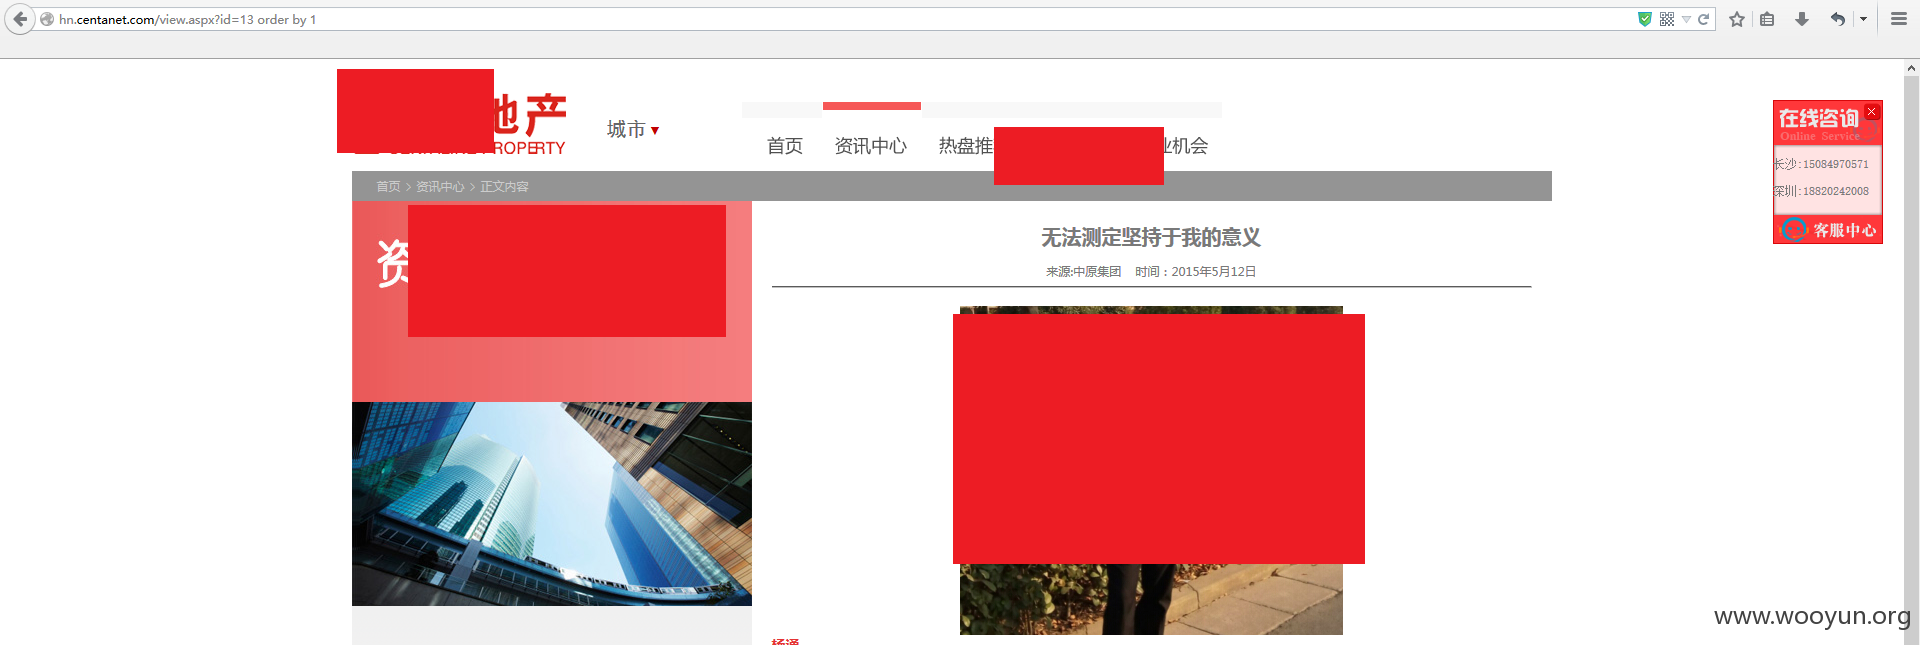 hn.centanet.com/view.aspx?id=13 order by 1
地产
PROPERTY
城市
首页 资讯中心 热盘推 业机会
首页 > 资讯中心 > 正文内容
资
无法测定坚持于我的意义
来源:中原集团 时间：2015年5月12日
在线咨询
Online Service
长沙:15084970571
深圳:18820242008
客服中心
www.wooyun.org